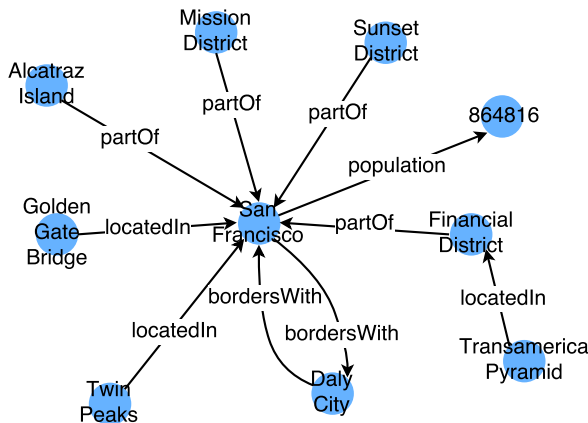 Mission
District
Sunset
District
Alcatraz
Island
partOf
partOf
partOf
864816
population
Golden
Gate
Bridge
locatedIn
San
Francisco
partOf
Financial
District
bordersWith
locatedIn
locatedIn
bordersWith
Transamerica
Pyramid
Twin
Peaks
Daly
City